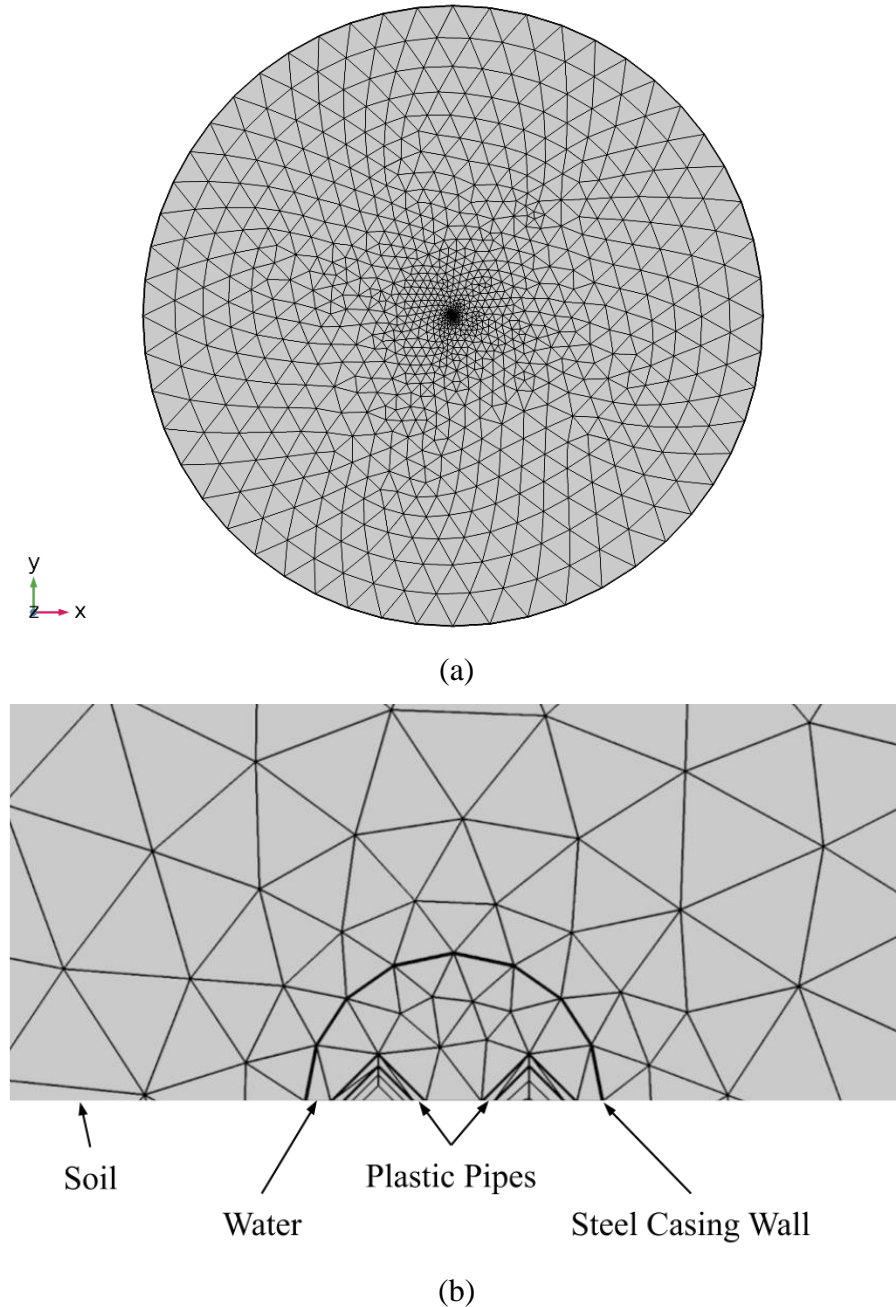 y
z
x
(a)
Soil
Plastic Pipes
Water
Steel Casing Wall
(b)